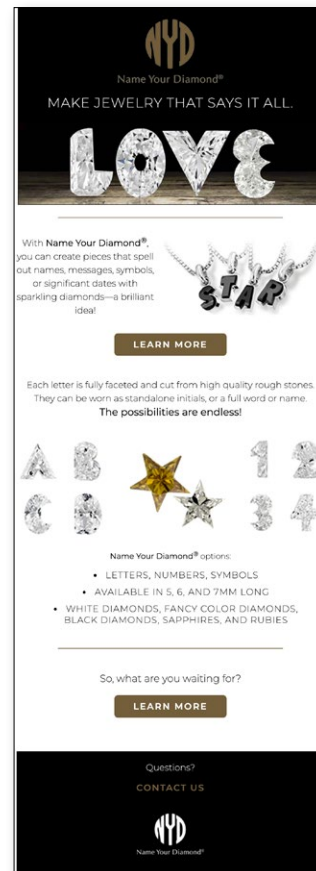 NYD
Name Your Diamond®
MAKE JEWELRY THAT SAYS IT ALL.
LOVE
With Name Your Diamond®,
you can create pieces that spell
out names, messages, symbols,
or significant dates with
sparkling diamonds—a brilliant
idea!
STAR
LEARN MORE
Each letter is fully faceted and cut from high quality rough stones.
They can be worn as standalone initials, or a full word or name.
The possibilities are endless!
A B
C D
1 2
3 4
Name Your Diamond® options:
• LETTERS, NUMBERS, SYMBOLS
• AVAILABLE IN 5, 6, AND 7MM LONG
• WHITE DIAMONDS, FANCY COLOR DIAMONDS,
BLACK DIAMONDS, SAPPHIRES, AND RUBIES
So, what are you waiting for?
LEARN MORE
Questions?
CONTACT US
NYD
Name Your Diamond®